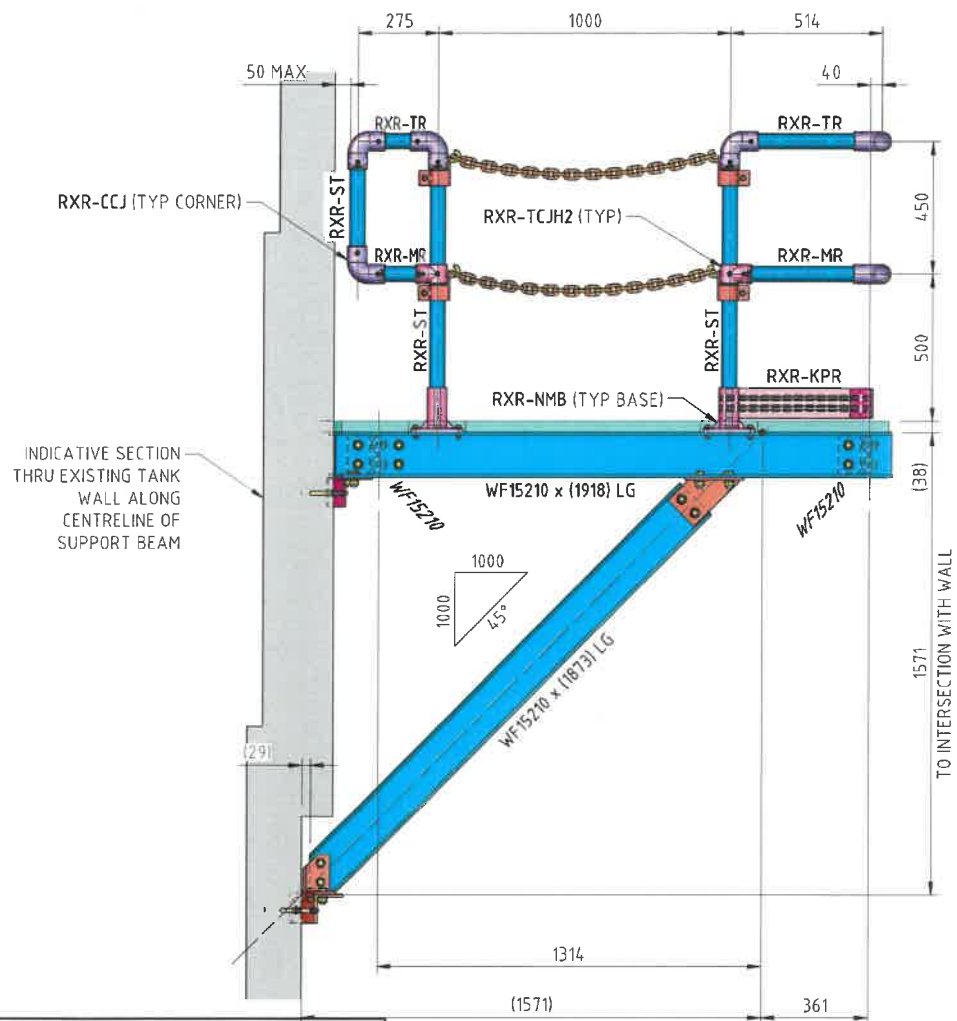 275
1000
514
50 MAX
40
RXR-TR
RXR-TR
RXR-ST
RXR-CCJ (TYP CORNER)
RXR-TCJH2 (TYP)
450
RXR-MR
RXR-MR
RXR-ST
RXR-ST
500
RXR-KPR
RXR-NMB (TYP BASE)
INDICATIVE SECTION
THRU EXISTING TANK
WALL ALONG
CENTRELINE OF
SUPPORT BEAM
(38)
WF15210
WF15210 x (1918) LG
WF15210
1000
1000
45°
WF15210 x (1873) LG
1571
TO INTERSECTION WITH WALL
(29)
1314
(1571)
361